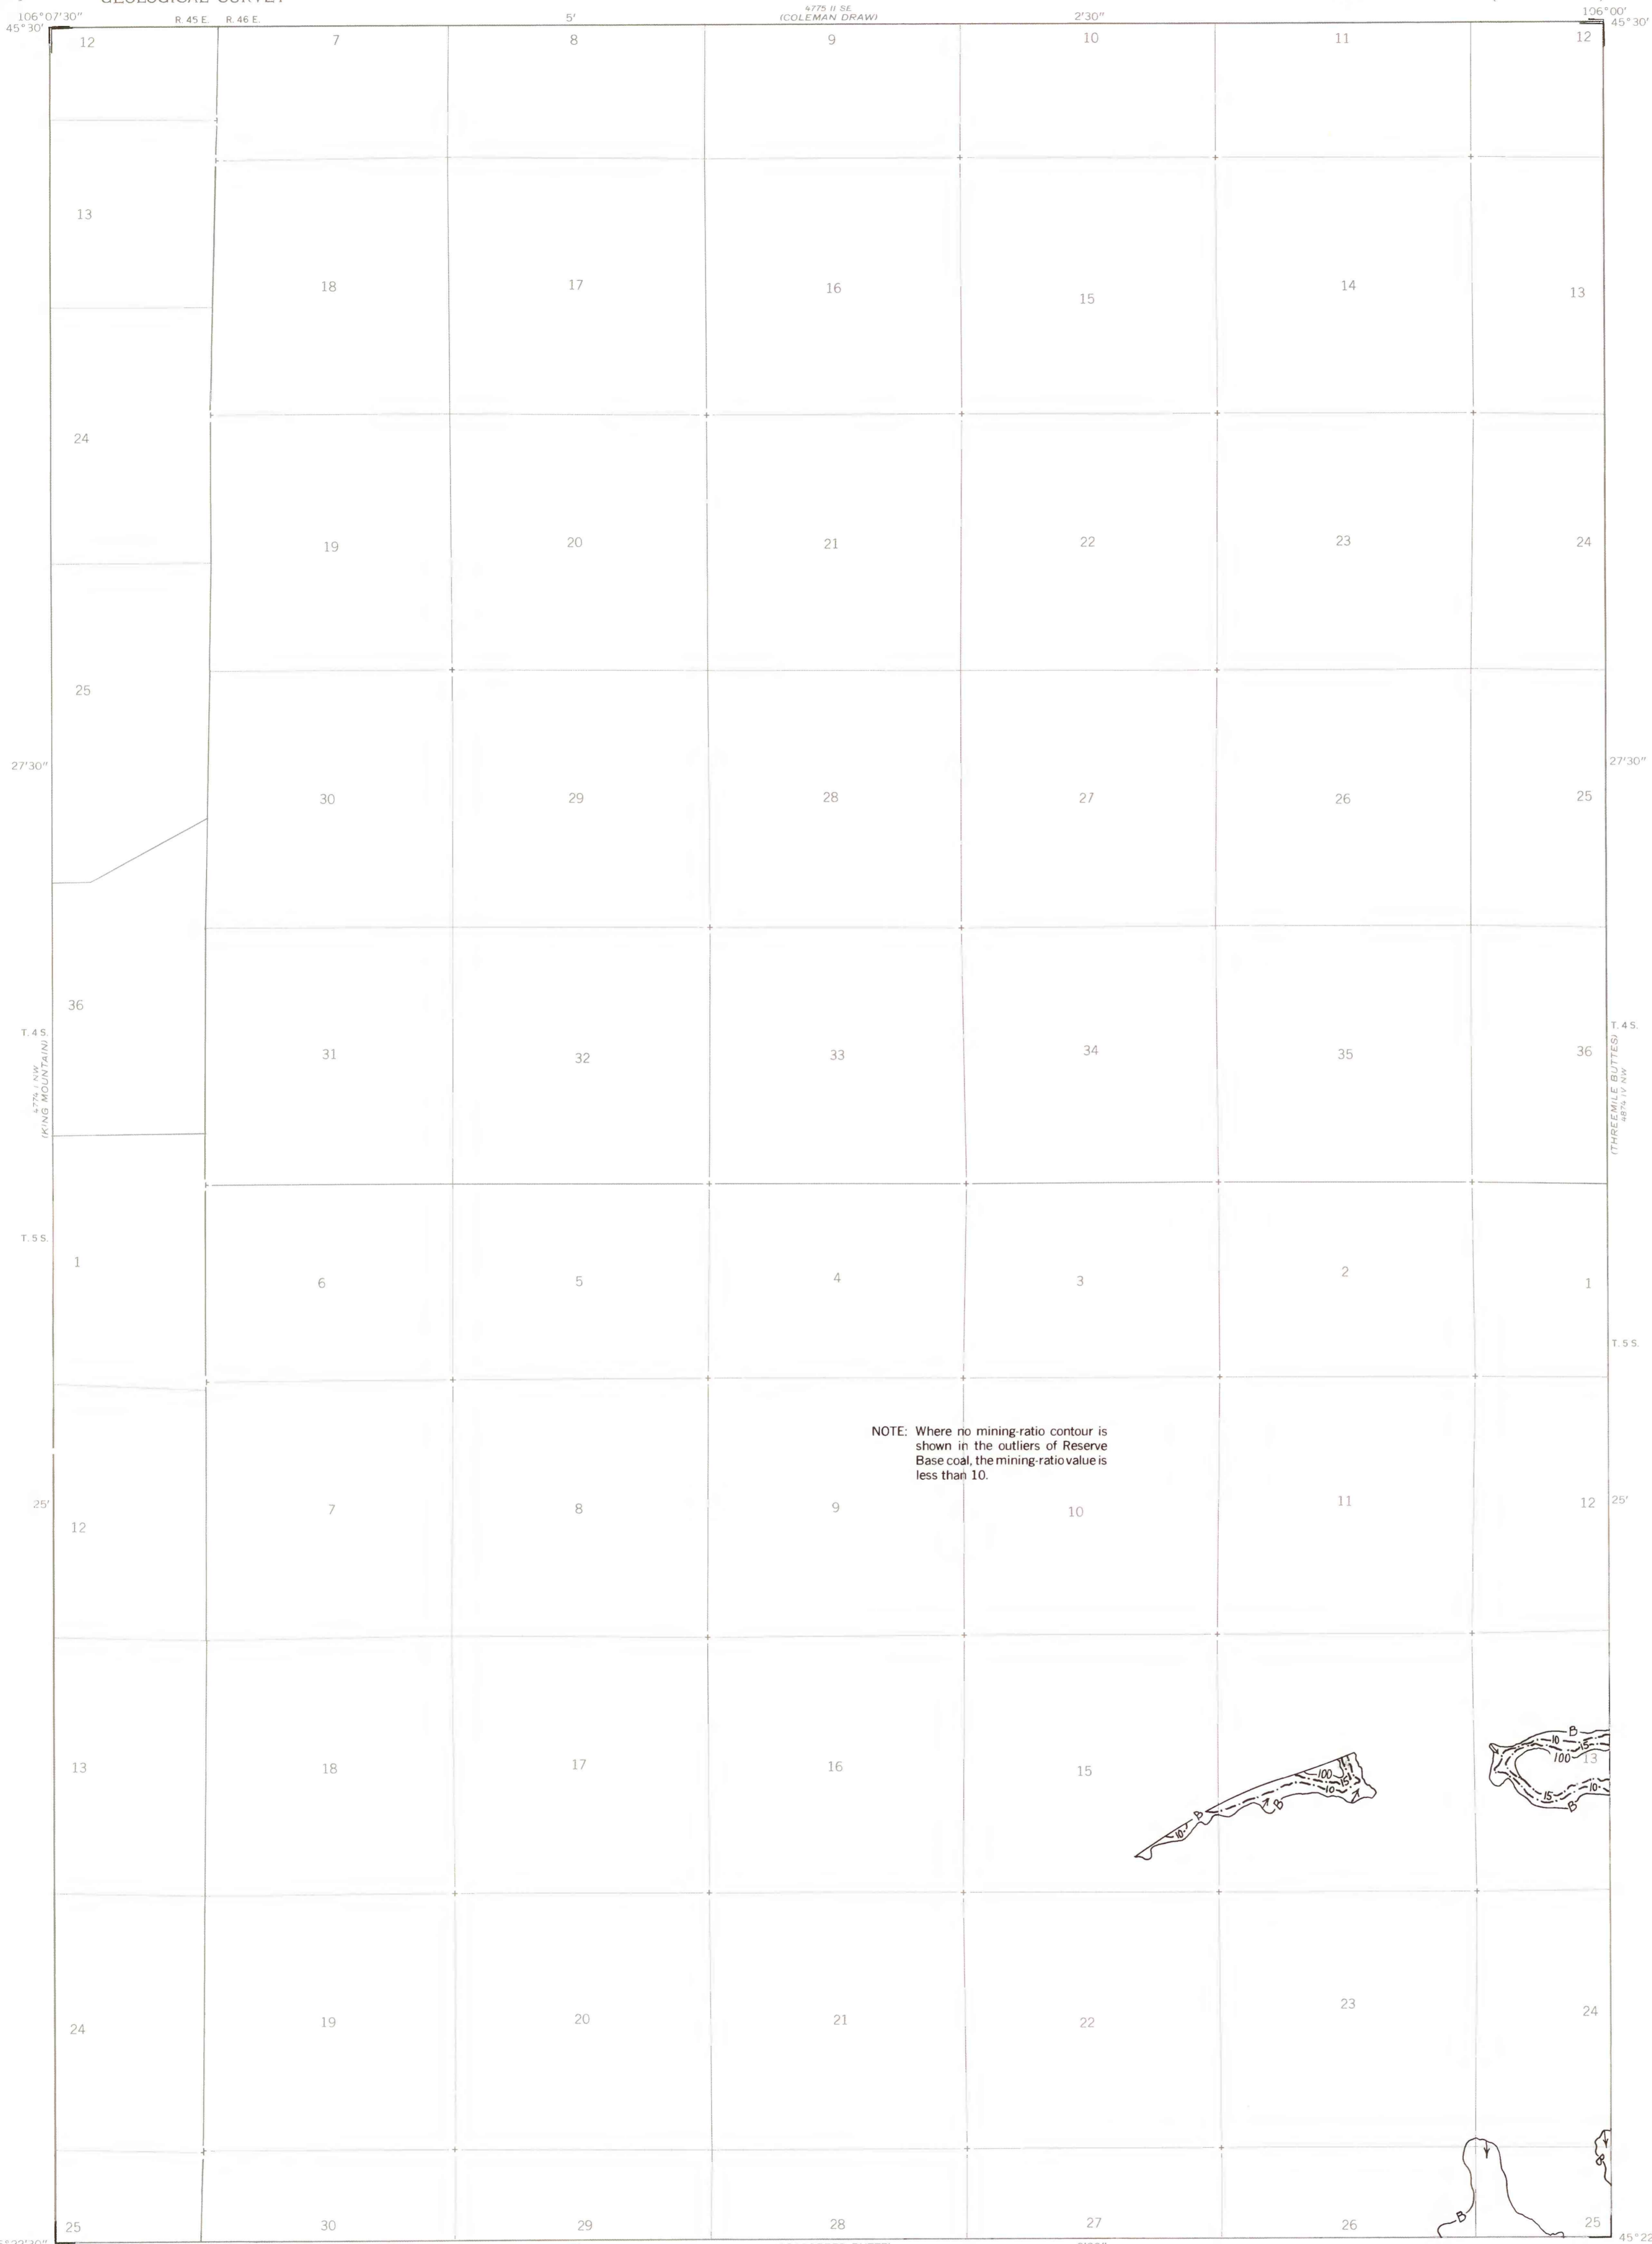 106°07'30"
R. 45 E. R. 46 E.
5'
4775 II SE
(COLEMAN DRAW)
2'30"
106°00'
45°30'
45°30'
12 7 8 9 10 11 12
13
18 17 16 15 14 13
24
19 20 21 22 23 24
25
27'30"
27'30"
30 29 28 27 26 25
36
T. 4 S.
T. 4 S.
4774 I NW
(KING MOUNTAIN)
(THREEMILE BUTTES)
4874 IV NW
31 32 33 34 35 36
T. 5 S.
1 6 5 4 3 2 1
T. 5 S.
NOTE: Where no mining-ratio contour is
shown in the outliers of Reserve
Base coal, the mining-ratio value is
less than 10.
25'
25'
12 7 8 9 10 11 12
B
10 15
100
13 18 17 16 15 13
100
15
10
15 10
B
B B
10
24 19 20 21 22 23 24
B
B
25 30 29 28 27 26 25
45°22